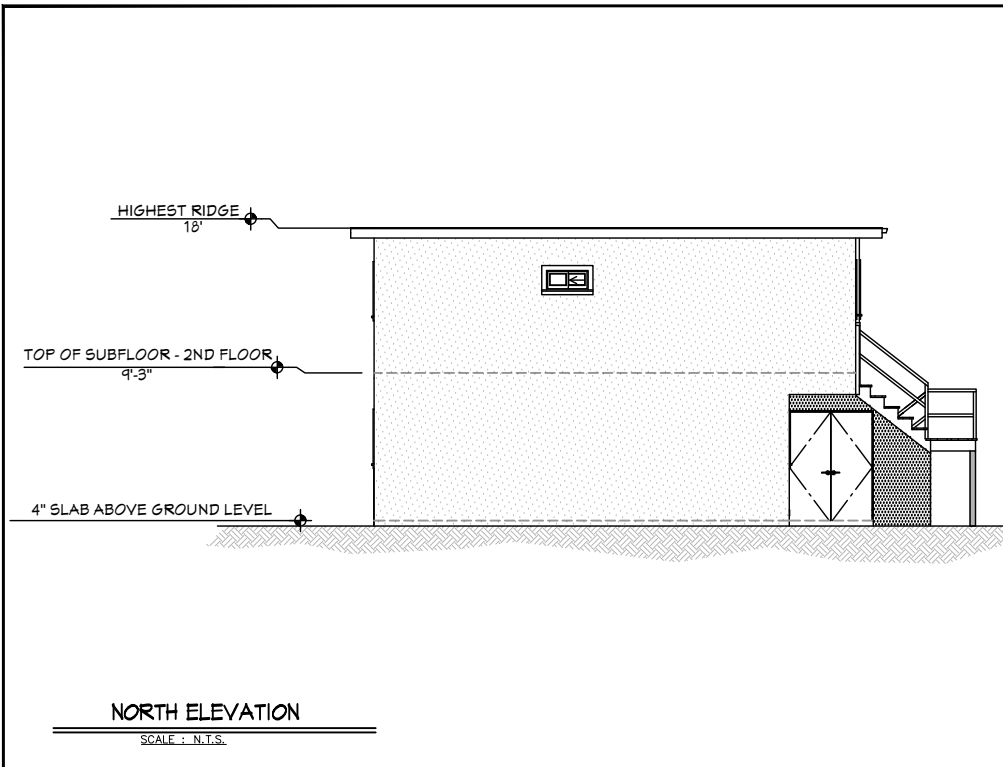 HIGHEST RIDGE
18'
TOP OF SUBFLOOR - 2ND FLOOR
9'-3"
4" SLAB ABOVE GROUND LEVEL
NORTH ELEVATION
SCALE : N.T.S.